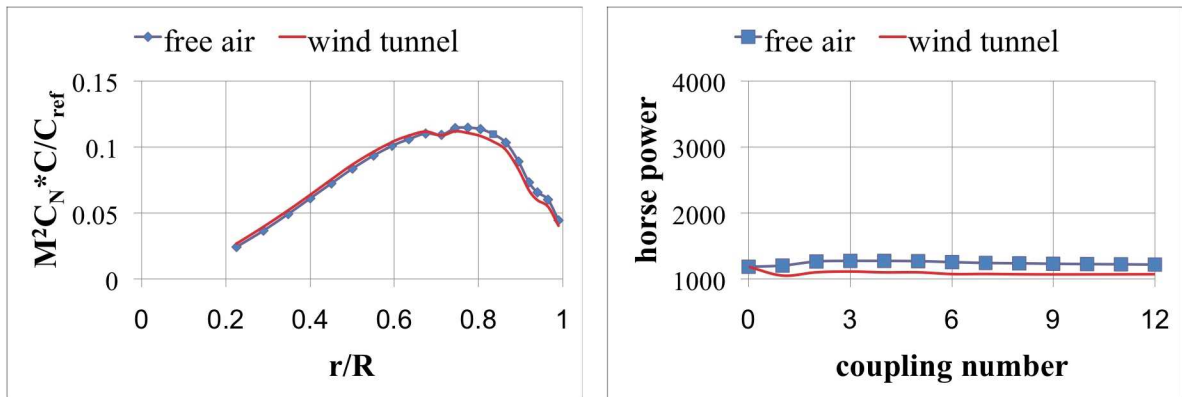 free air wind tunnel
0.15
0.1
0.05
0
M²C_N*C/C_ref
0 0.2 0.4 0.6 0.8 1
r/R
free air wind tunnel
4000
3000
2000
1000
horse power
0 3 6 9 12
coupling number